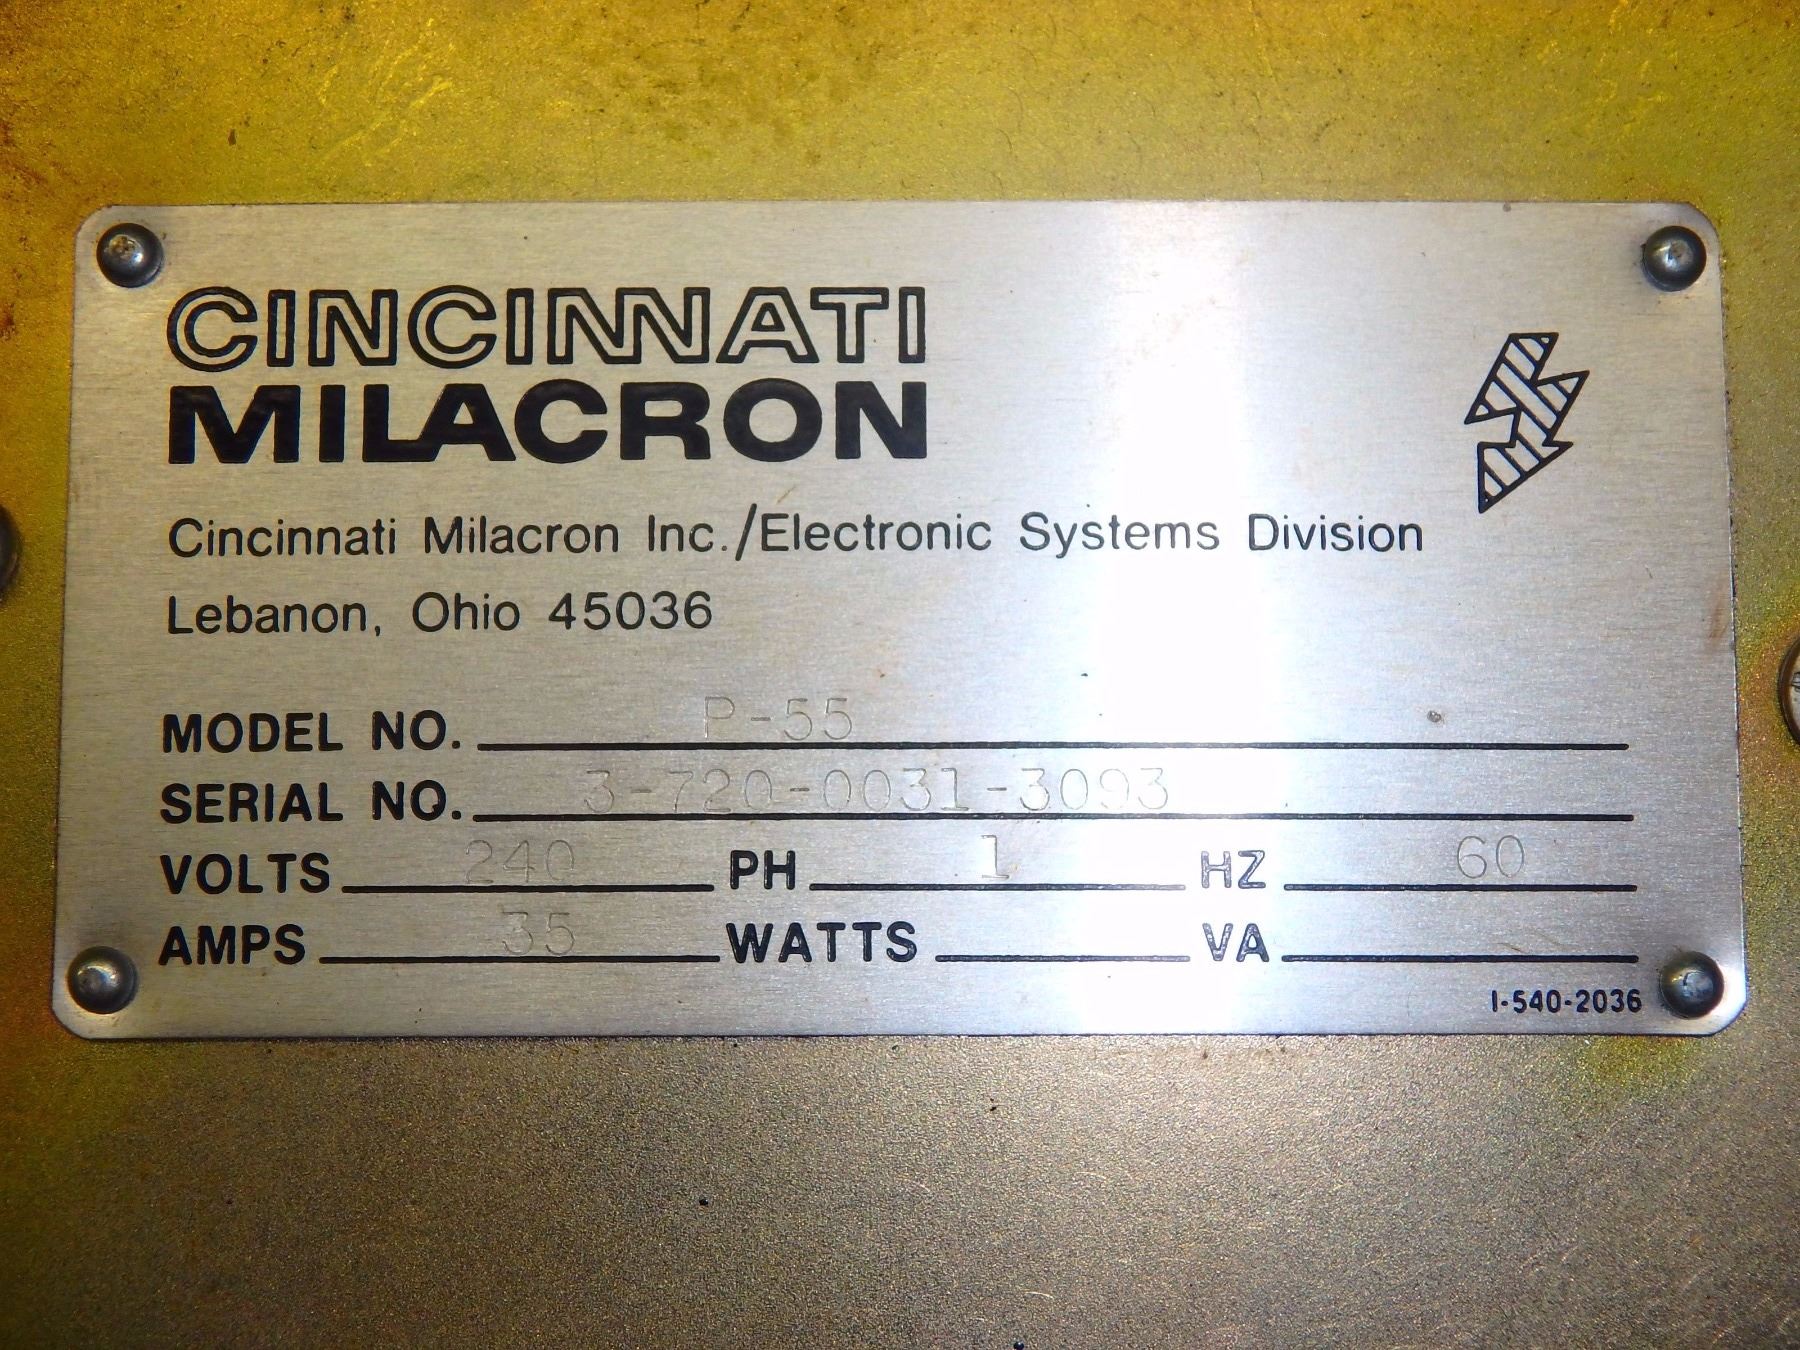 CINCINNATI
MILACRON
Cincinnati Milacron Inc./Electronic Systems Division
Lebanon, Ohio 45036
MODEL NO. P-55
SERIAL NO. 3-720-0031-3093
VOLTS 240 PH 1 HZ 60
AMPS 35 WATTS VA
1-540-2036